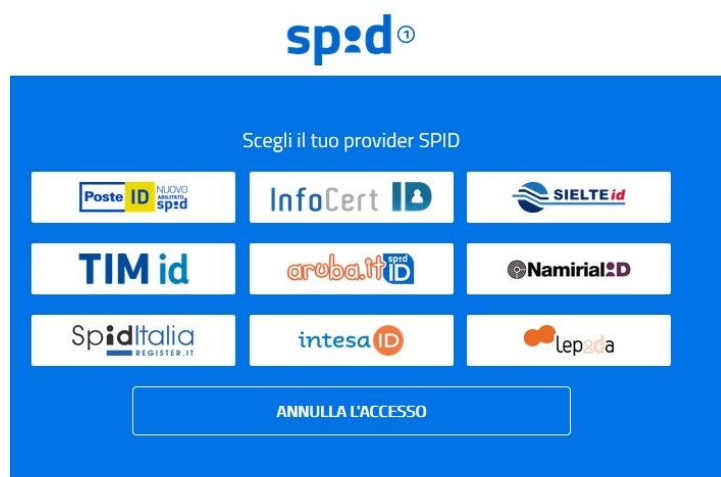 spid 1
Scegli il tuo provider SPID
Poste ID NUOVO ABILITATO spid
InfoCert ID
SIELTE id
TIM id
aruba.it spid ID
Namirial ID
SpidItalia REGISTER.IT
intesa ID
lepida
ANNULLA L'ACCESSO